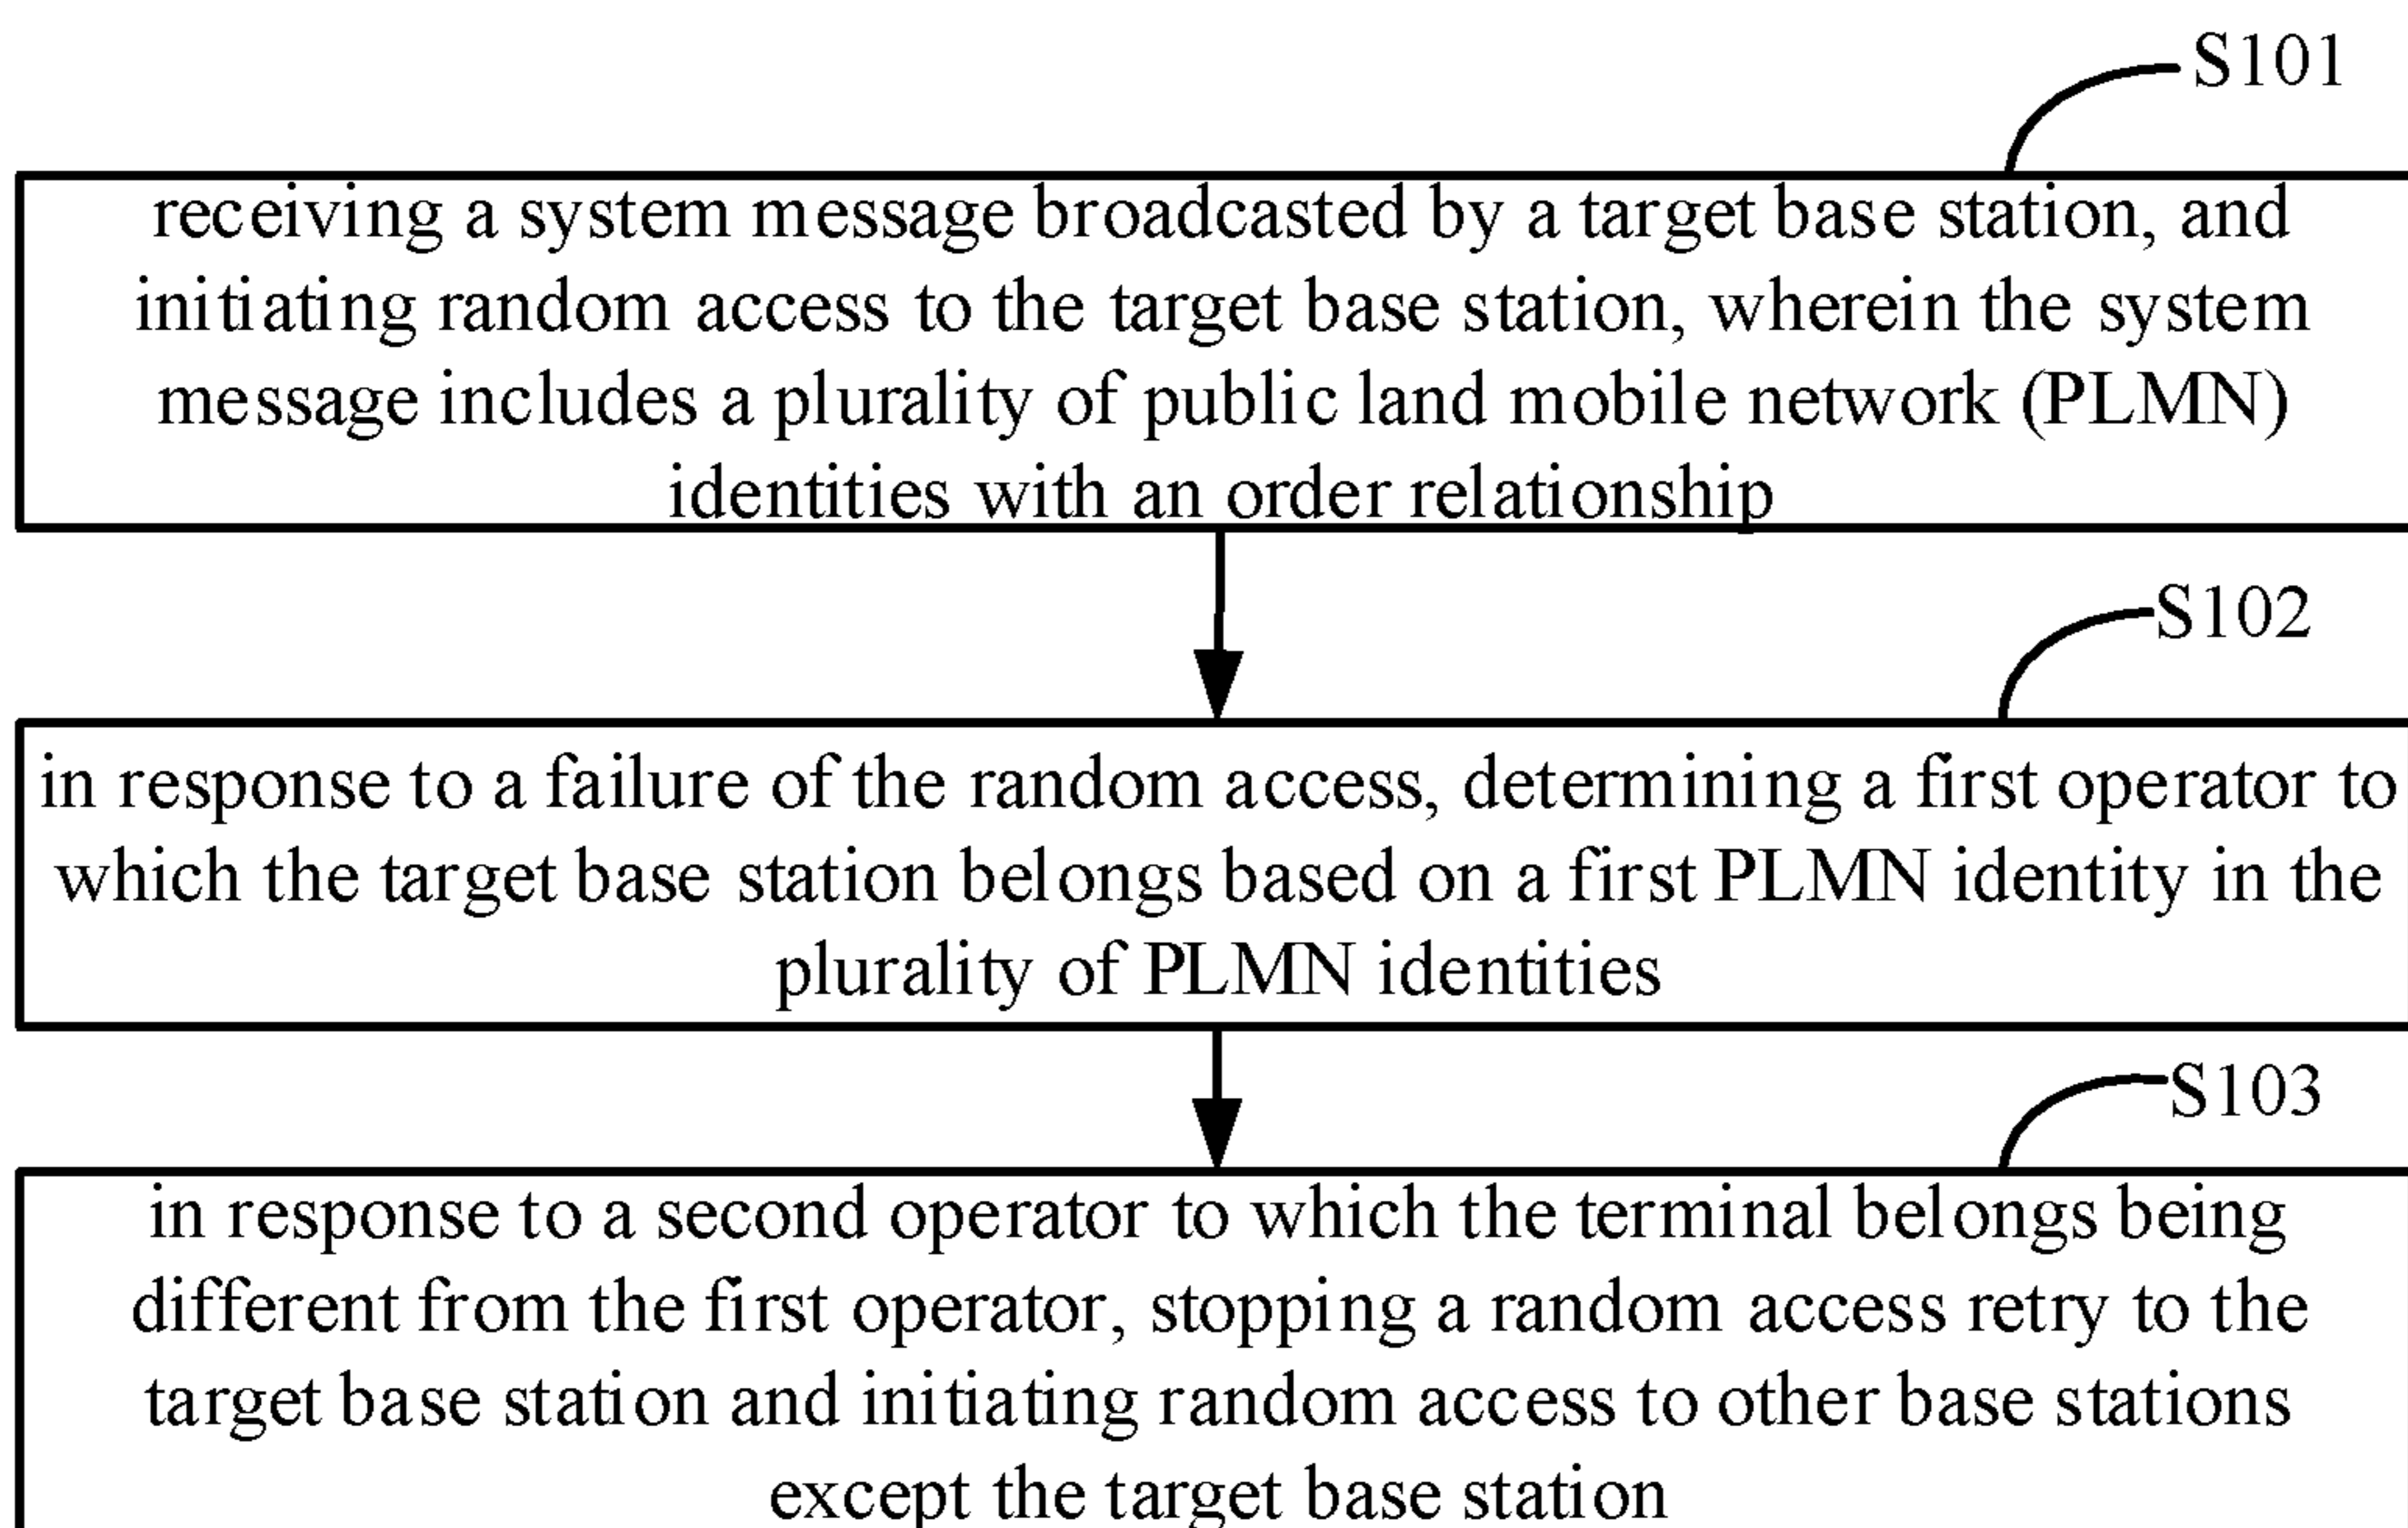 S101
receiving a system message broadcasted by a target base station, and
initiating random access to the target base station, wherein the system
message includes a plurality of public land mobile network (PLMN)
identities with an order relationship
S102
in response to a failure of the random access, determining a first operator to
which the target base station belongs based on a first PLMN identity in the
plurality of PLMN identities
S103
in response to a second operator to which the terminal belongs being
different from the first operator, stopping a random access retry to the
target base station and initiating random access to other base stations
except the target base station